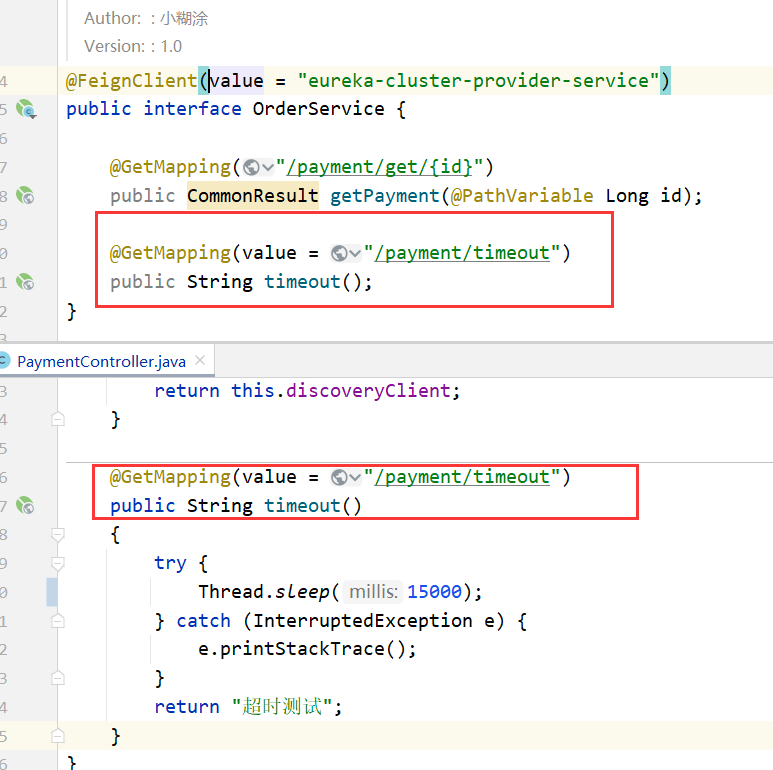 Author: : 小糊涂
Version: : 1.0
4 @FeignClient(value = "eureka-cluster-provider-service")
5 public interface OrderService {
6
7 @GetMapping("/payment/get/{id}")
8 public CommonResult getPayment(@PathVariable Long id);
9
0 @GetMapping(value = "/payment/timeout")
1 public String timeout();
2 }
3
PaymentController.java
3 return this.discoveryClient;
4 }
5
6 @GetMapping(value = "/payment/timeout")
7 public String timeout()
8 {
9 try {
0 Thread.sleep( millis: 15000);
1 } catch (InterruptedException e) {
2 e.printStackTrace();
3 }
4 return "超时测试";
5 }
6 }